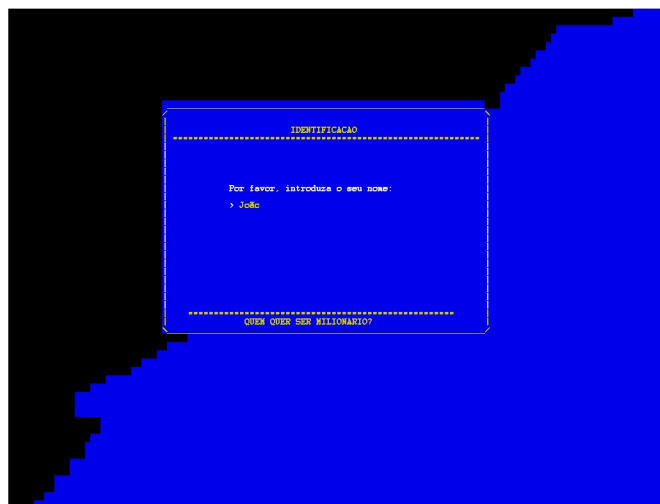 IDENTIFICACAO
Por favor, introduza o seu nome:
> João
QUEM QUER SER MILIONARIO?